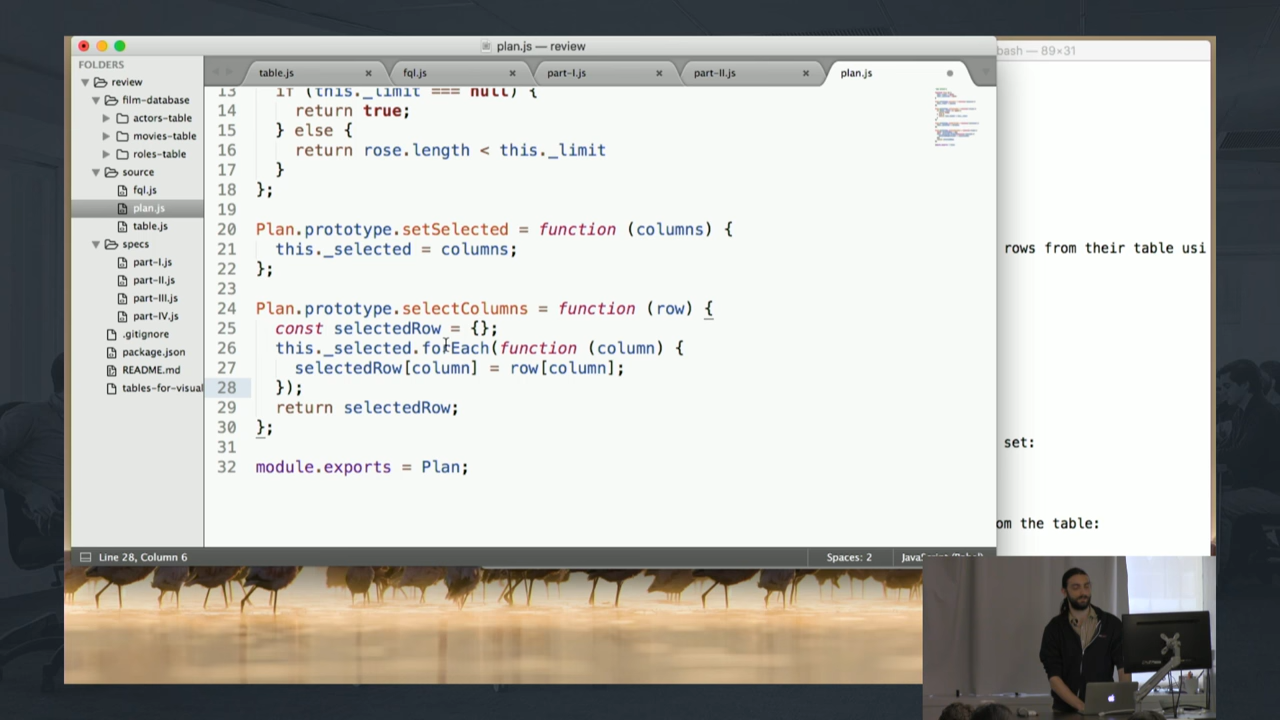 plan.js — review
bash — 89×31
FOLDERS
review
film-database
actors-table
movies-table
roles-table
source
fql.js
plan.js
table.js
specs
part-I.js
part-II.js
part-III.js
part-IV.js
.gitignore
package.json
README.md
tables-for-visual
table.js
fql.js
part-I.js
part-II.js
plan.js
13 if (this._limit === null) {
14 return true;
15 } else {
16 return rose.length < this._limit
17 }
18 };
19
20 Plan.prototype.setSelected = function (columns) {
21 this._selected = columns;
22 };
23
24 Plan.prototype.selectColumns = function (row) {
25 const selectedRow = {};
26 this._selected.forEach(function (column) {
27 selectedRow[column] = row[column];
28 });
29 return selectedRow;
30 };
31
32 module.exports = Plan;
rows from their table usi
set:
om the table:
Line 28, Column 6
Spaces: 2